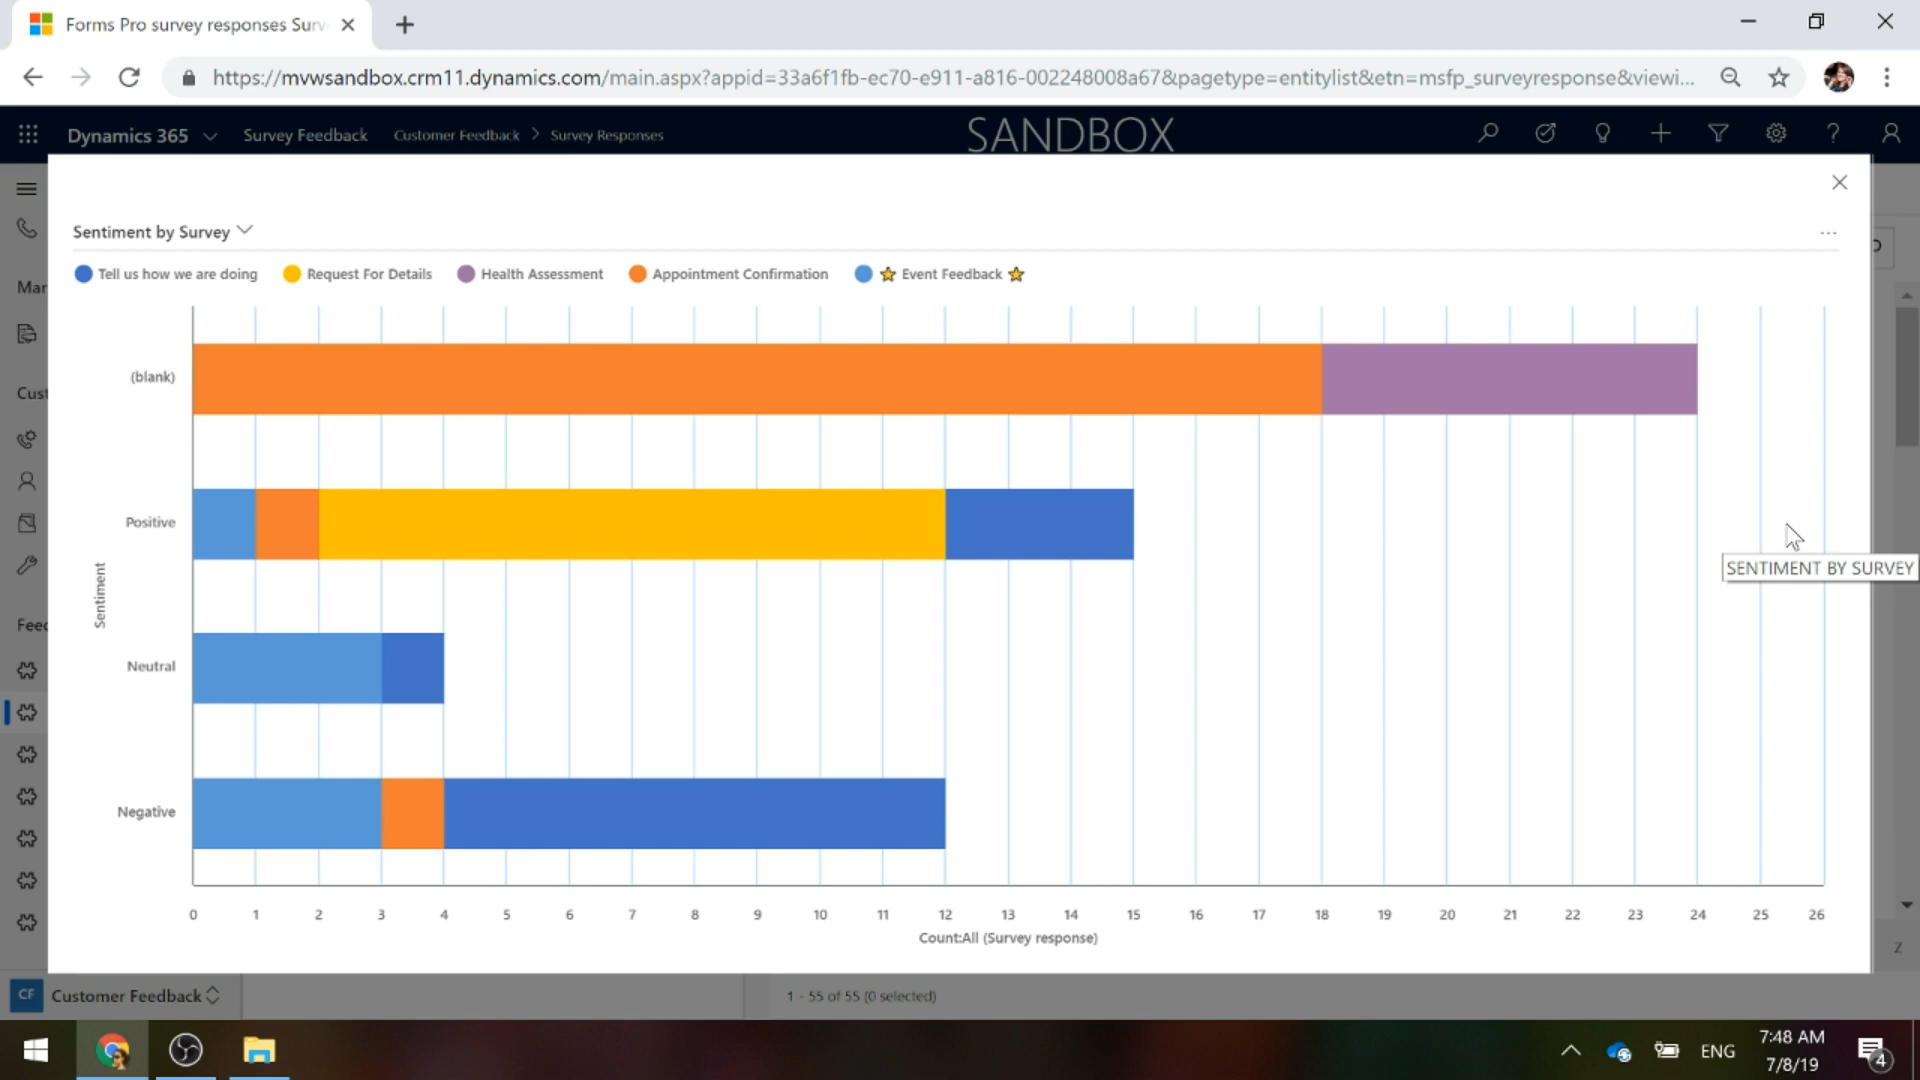 Forms Pro survey responses Surv
https://mvwsandbox.crm11.dynamics.com/main.aspx?appid=33a6f1fb-ec70-e911-a816-002248008a67&pagetype=entitylist&etn=msfp_surveyresponse&viewi...
Dynamics 365 Survey Feedback Customer Feedback > Survey Responses SANDBOX
Sentiment by Survey
Tell us how we are doing Request For Details Health Assessment Appointment Confirmation ⭐ Event Feedback ⭐
Mar
(blank)
Cust
Positive
SENTIMENT BY SURVEY
Sentiment
Feed
Neutral
Negative
0 1 2 3 4 5 6 7 8 9 10 11 12 13 14 15 16 17 18 19 20 21 22 23 24 25 26
Count:All (Survey response)
Z
CF Customer Feedback
1 - 55 of 55 (0 selected)
ENG
7:48 AM
7/8/19
4